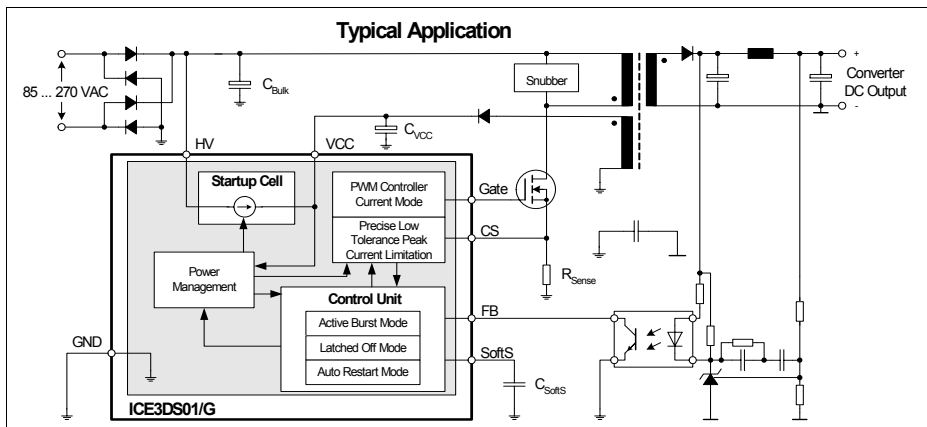 Typical Application
+
Snubber
Converter
DC Output
C_Bulk
85 ... 270 VAC
-
C_VCC
HV
VCC
Startup Cell
PWM Controller
Current Mode
Gate
Precise Low
Tolerance Peak
Current Limitation
CS
R_Sense
Power
Management
Control Unit
FB
Active Burst Mode
GND
Latched Off Mode
SoftS
Auto Restart Mode
C_SoftS
ICE3DS01/G